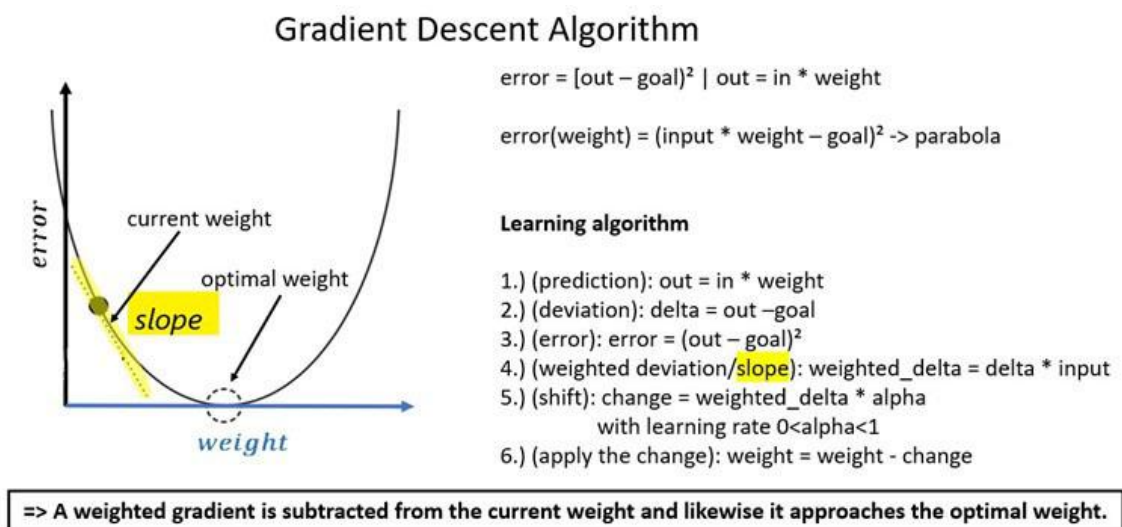 Gradient Descent Algorithm
error = [out – goal)² | out = in * weight
error(weight) = (input * weight – goal)² -> parabola
error
current weight
optimal weight
slope
weight
Learning algorithm
1.) (prediction): out = in * weight
2.) (deviation): delta = out –goal
3.) (error): error = (out – goal)²
4.) (weighted deviation/slope): weighted_delta = delta * input
5.) (shift): change = weighted_delta * alpha
with learning rate 0<alpha<1
6.) (apply the change): weight = weight - change
=> A weighted gradient is subtracted from the current weight and likewise it approaches the optimal weight.